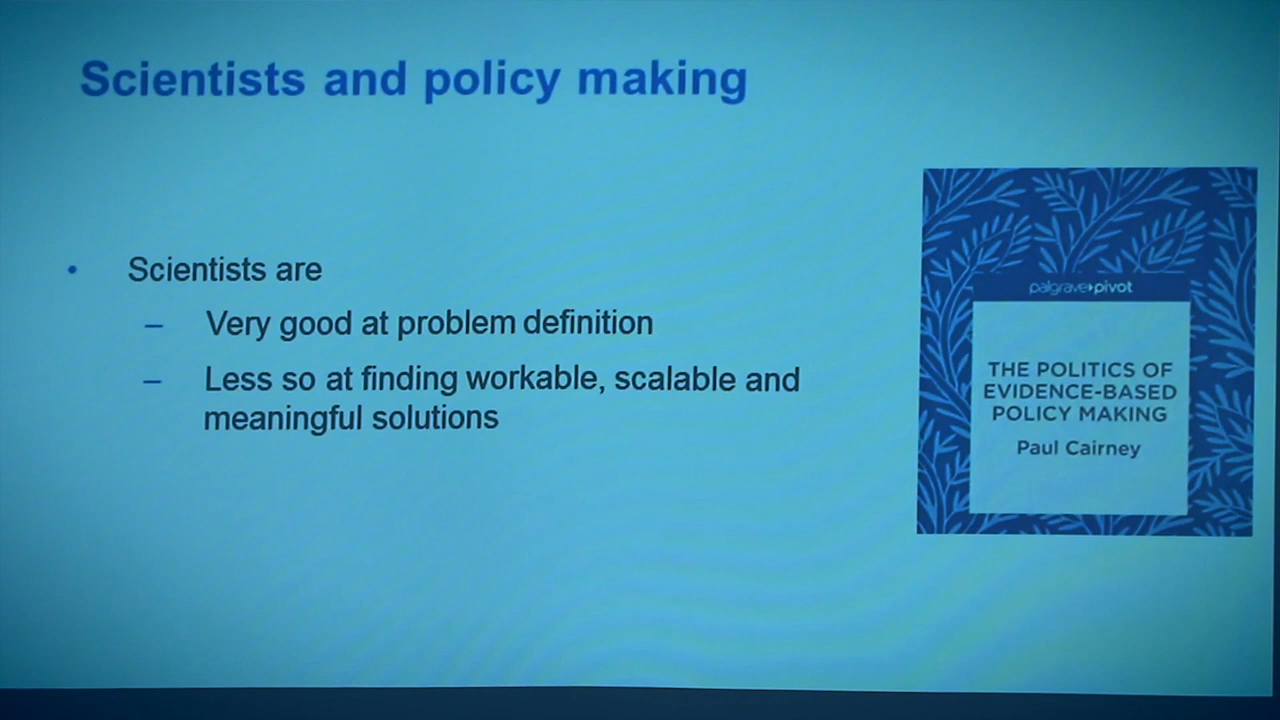 Scientists and policy making
• Scientists are
– Very good at problem definition
– Less so at finding workable, scalable and
meaningful solutions
palgrave pivot
THE POLITICS OF
EVIDENCE-BASED
POLICY MAKING
Paul Cairney